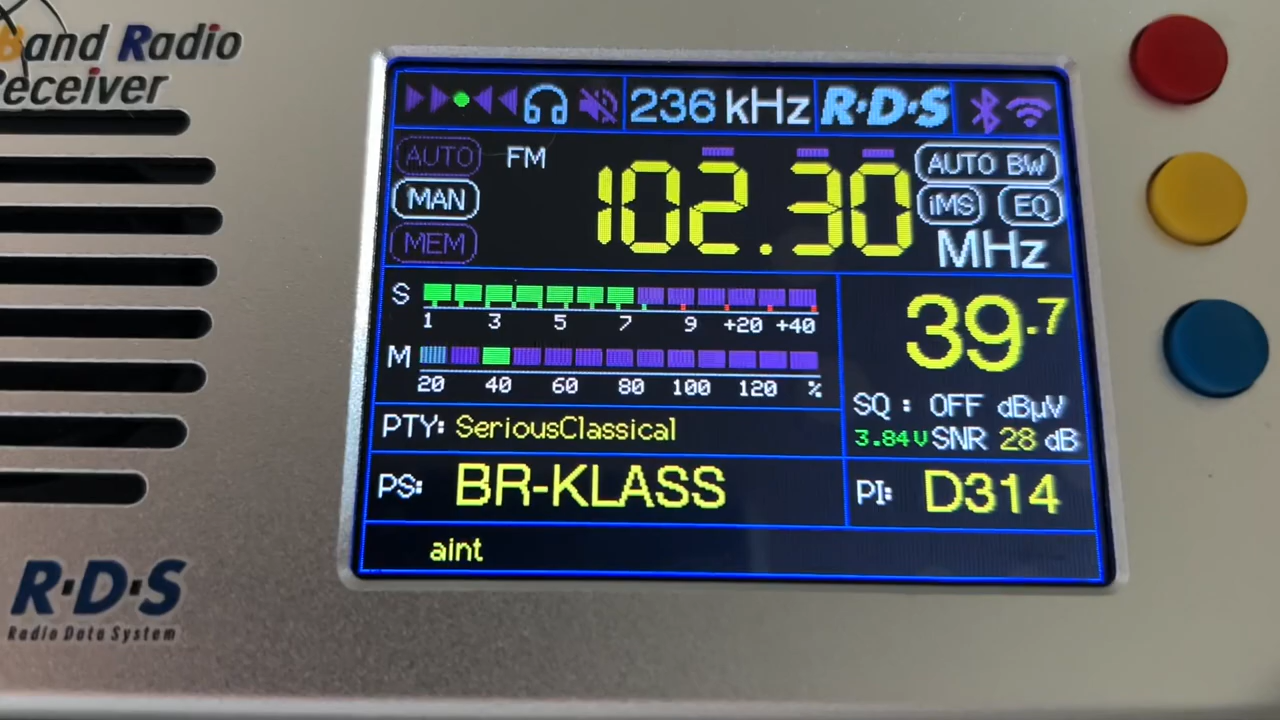 Band Radio
Receiver
236 kHz R·D·S
AUTO FM 102.30 AUTO BW
MAN iMS EQ
MEM MHz
S 1 3 5 7 9 +20 +40
39.7
M 20 40 60 80 100 120 %
SQ : OFF dBµV
3.84V SNR 28 dB
PTY: SeriousClassical
PS: BR-KLASS PI: D314
aint
R·D·S
Radio Data System